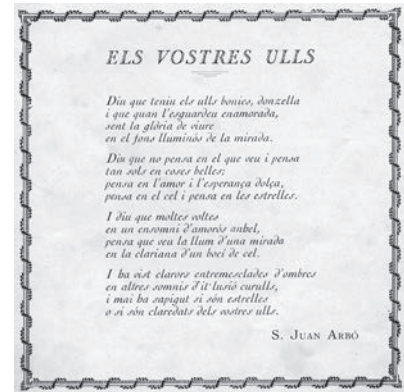 ELS VOSTRES ULLS
Diu que teniu els ulls bonics, donzella
i que quan l'esguardeu enamorada,
sent la glòria de viure
en el fons lluminós de la mirada.
Diu que no pensa en el que veu i pensa
tan sols en coses belles;
pensa en l'amor i l'esperança dolça,
pensa en el cel i pensa en les estrelles.
I diu que moltes voltes
en un ensomni d'amorós anhel,
pensa que veu la llum d'una mirada
en la clariana d'un bocí de cel.
I ha vist clarors entremesclades d'ombres
en altres somnis d'il·lusió curulls,
i mai ha sapigut si són estrelles
o si són claredats dels vostres ulls.
S. JUAN ARBÓ